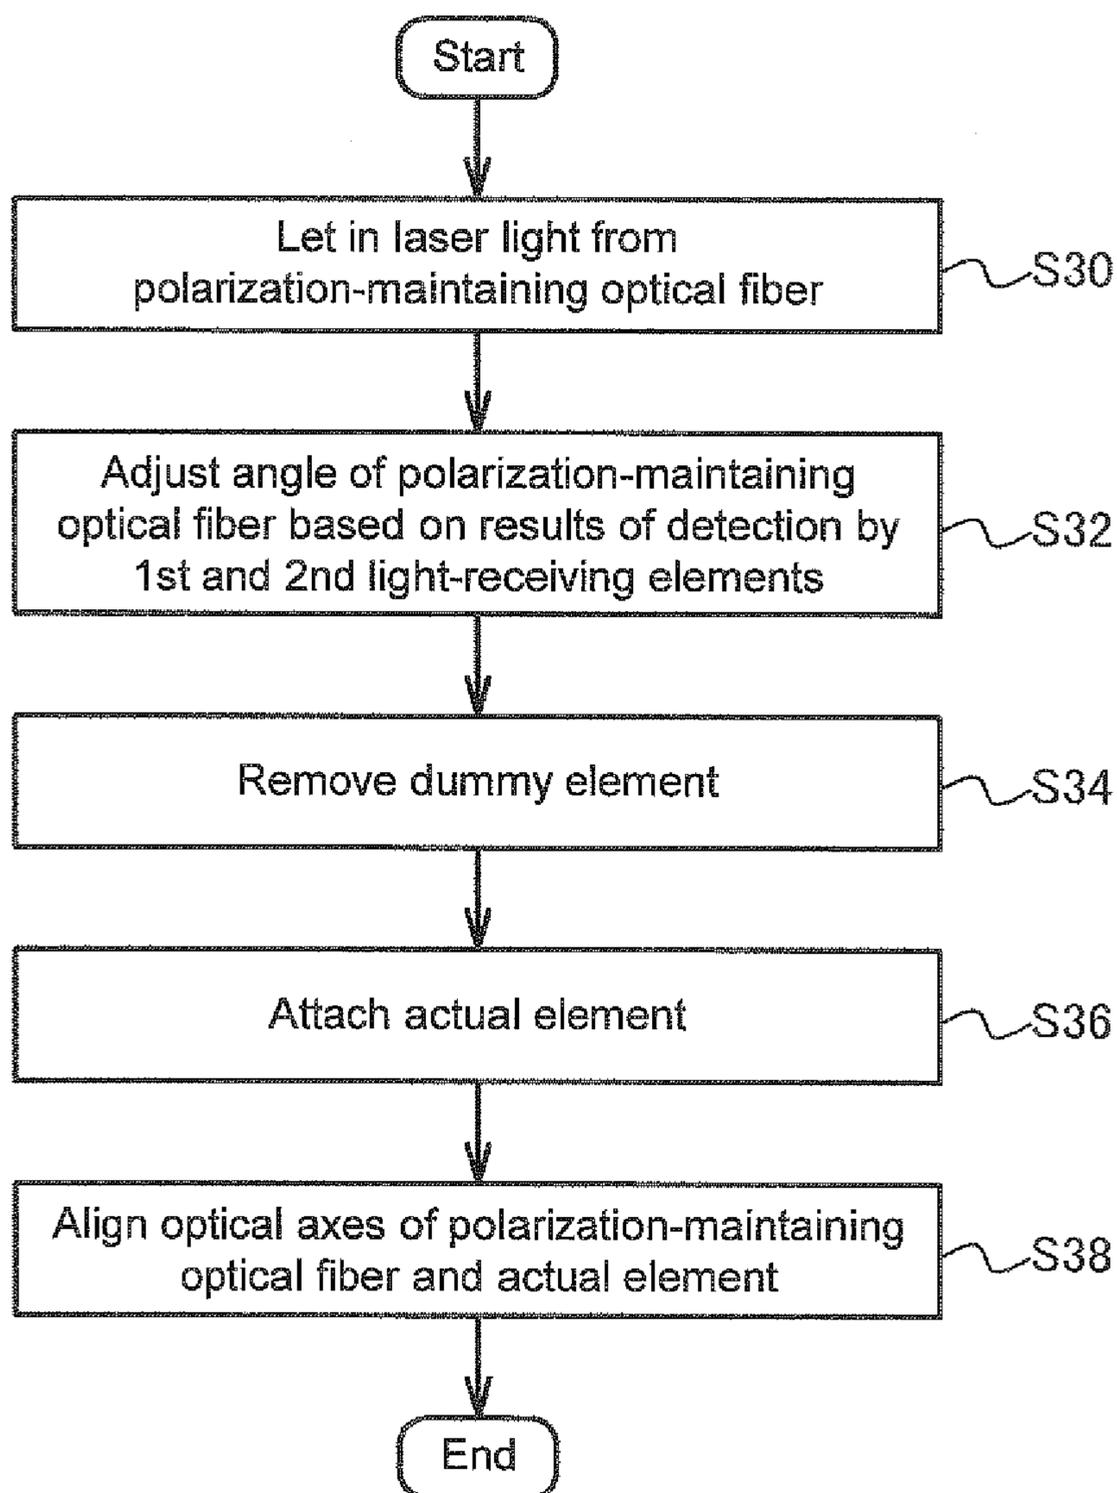 Start
Let in laser light from
polarization-maintaining optical fiber
S30
Adjust angle of polarization-maintaining
optical fiber based on results of detection by
1st and 2nd light-receiving elements
S32
Remove dummy element
S34
Attach actual element
S36
Align optical axes of polarization-maintaining
optical fiber and actual element
S38
End